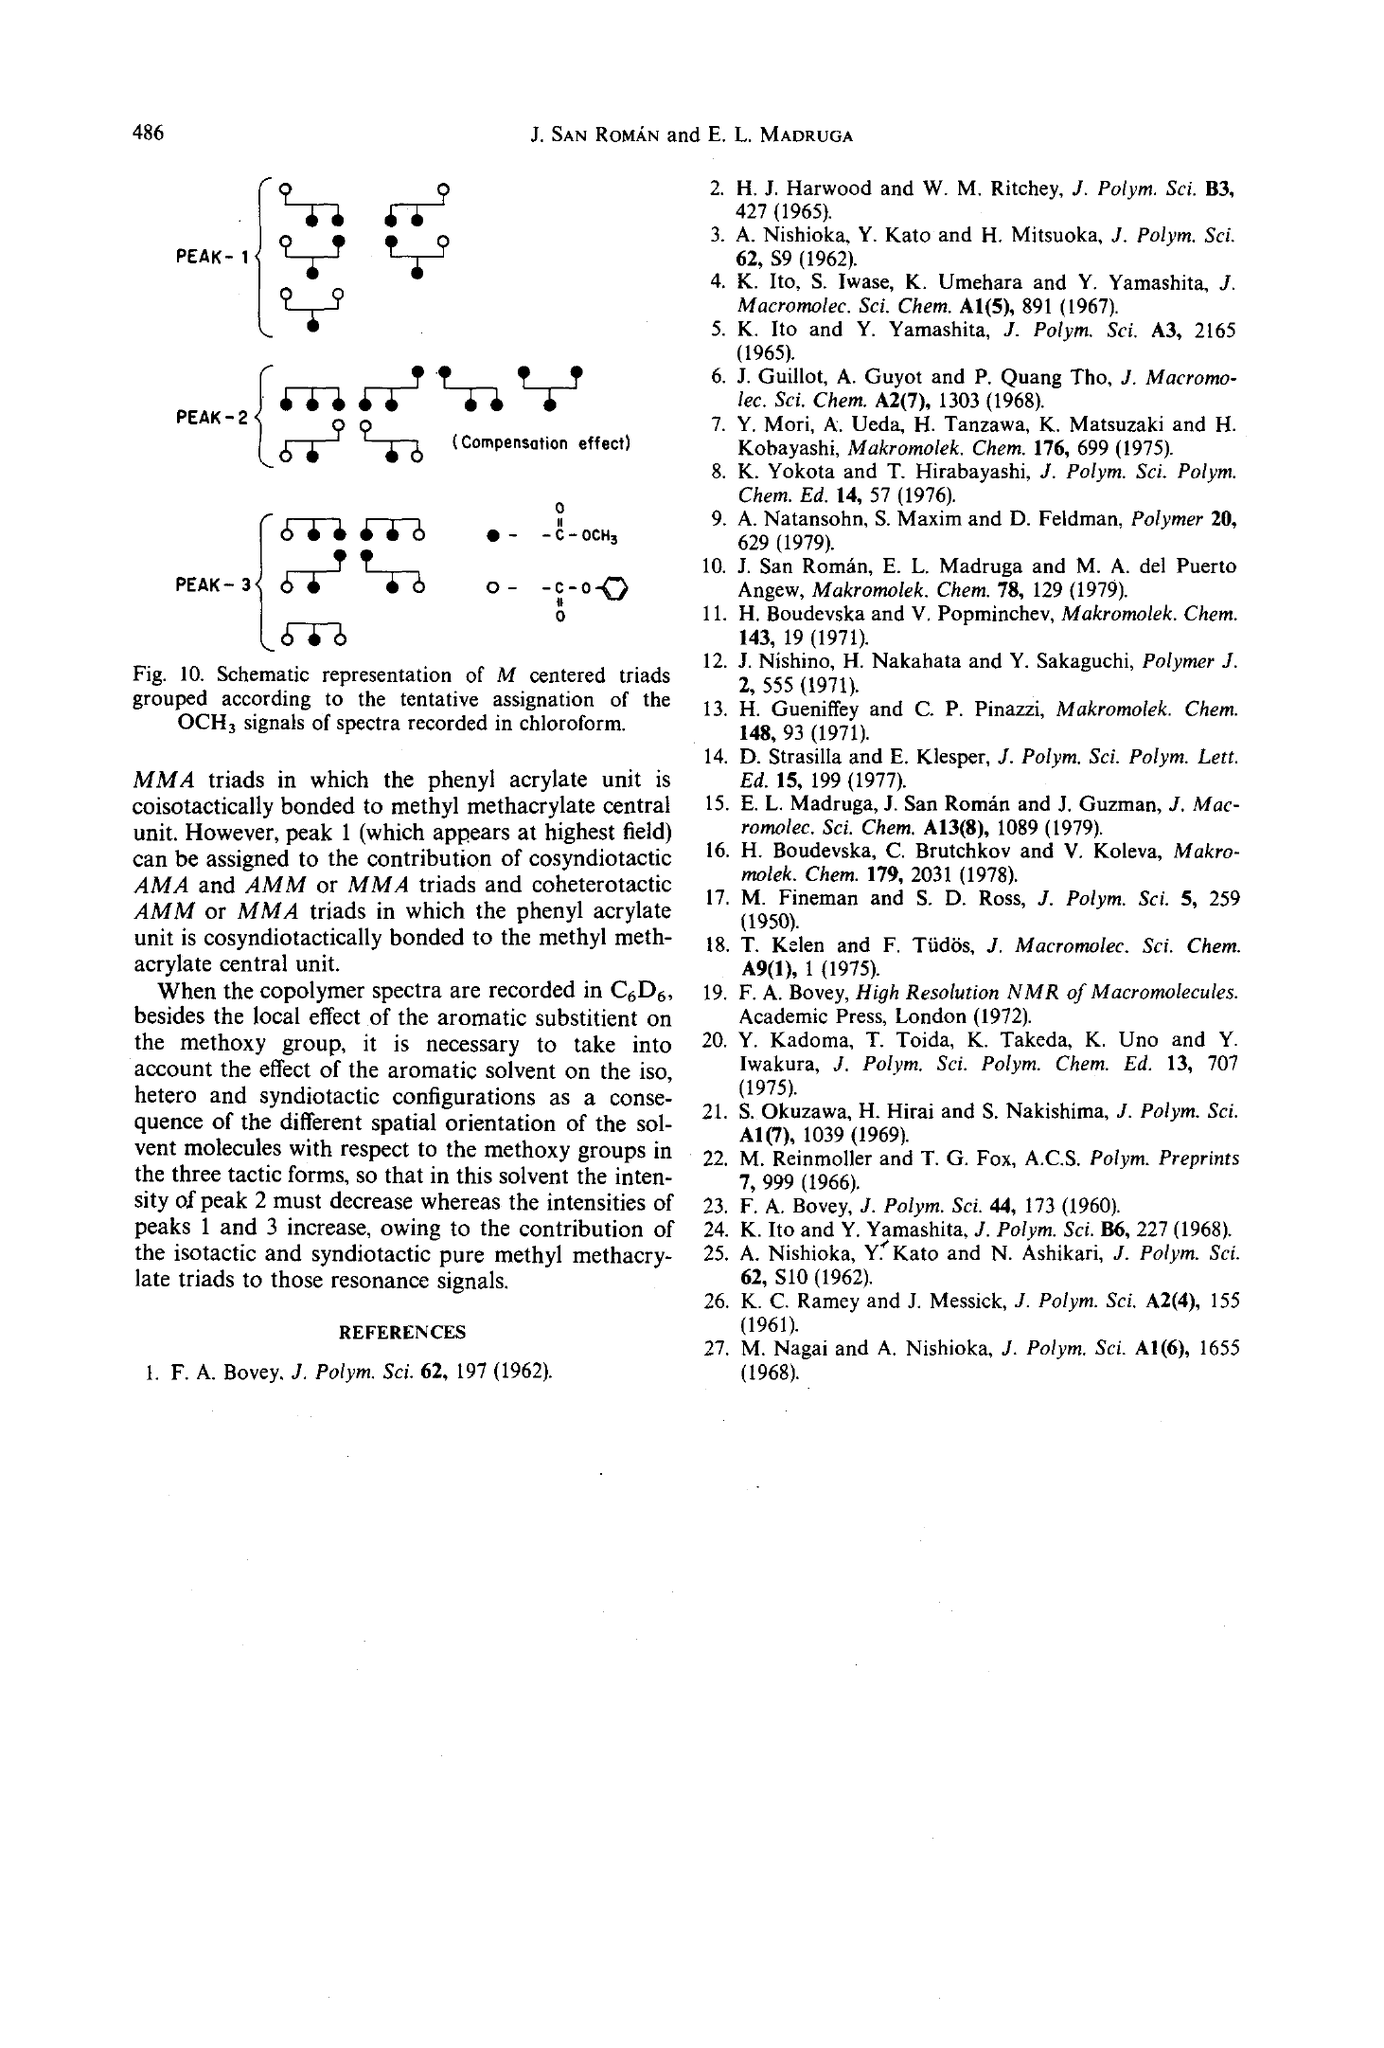 486
J. SAN ROMÁN and E. L. MADRUGA
PEAK-1
PEAK-2
(Compensation effect)
O
- C - OCH3
PEAK-3
- C - O
O
Fig. 10. Schematic representation of M centered triads
grouped according to the tentative assignation of the
OCH3 signals of spectra recorded in chloroform.
MMA triads in which the phenyl acrylate unit is
coisotactically bonded to methyl methacrylate central
unit. However, peak 1 (which appears at highest field)
can be assigned to the contribution of cosyndiotactic
AMA and AMM or MMA triads and coheterotactic
AMM or MMA triads in which the phenyl acrylate
unit is cosyndiotactically bonded to the methyl meth-
acrylate central unit.
When the copolymer spectra are recorded in C6D6,
besides the local effect of the aromatic substitient on
the methoxy group, it is necessary to take into
account the effect of the aromatic solvent on the iso,
hetero and syndiotactic configurations as a conse-
quence of the different spatial orientation of the sol-
vent molecules with respect to the methoxy groups in
the three tactic forms, so that in this solvent the inten-
sity of peak 2 must decrease whereas the intensities of
peaks 1 and 3 increase, owing to the contribution of
the isotactic and syndiotactic pure methyl methacry-
late triads to those resonance signals.
REFERENCES
1. F. A. Bovey, J. Polym. Sci. 62, 197 (1962).
2. H. J. Harwood and W. M. Ritchey, J. Polym. Sci. B3,
427 (1965).
3. A. Nishioka, Y. Kato and H. Mitsuoka, J. Polym. Sci.
62, S9 (1962).
4. K. Ito, S. Iwase, K. Umehara and Y. Yamashita, J.
Macromolec. Sci. Chem. A1(5), 891 (1967).
5. K. Ito and Y. Yamashita, J. Polym. Sci. A3, 2165
(1965).
6. J. Guillot, A. Guyot and P. Quang Tho, J. Macromo-
lec. Sci. Chem. A2(7), 1303 (1968).
7. Y. Mori, A. Ueda, H. Tanzawa, K. Matsuzaki and H.
Kobayashi, Makromolek. Chem. 176, 699 (1975).
8. K. Yokota and T. Hirabayashi, J. Polym. Sci. Polym.
Chem. Ed. 14, 57 (1976).
9. A. Natansohn, S. Maxim and D. Feldman, Polymer 20,
629 (1979).
10. J. San Román, E. L. Madruga and M. A. del Puerto
Angew, Makromolek. Chem. 78, 129 (1979).
11. H. Boudevska and V. Popminchev, Makromolek. Chem.
143, 19 (1971).
12. J. Nishino, H. Nakahata and Y. Sakaguchi, Polymer J.
2, 555 (1971).
13. H. Gueniffey and C. P. Pinazzi, Makromolek. Chem.
148, 93 (1971).
14. D. Strasilla and E. Klesper, J. Polym. Sci. Polym. Lett.
Ed. 15, 199 (1977).
15. E. L. Madruga, J. San Román and J. Guzman, J. Mac-
romolec. Sci. Chem. A13(8), 1089 (1979).
16. H. Boudevska, C. Brutchkov and V. Koleva, Makro-
molek. Chem. 179, 2031 (1978).
17. M. Fineman and S. D. Ross, J. Polym. Sci. 5, 259
(1950).
18. T. Kelen and F. Tüdös, J. Macromolec. Sci. Chem.
A9(1), 1 (1975).
19. F. A. Bovey, High Resolution NMR of Macromolecules.
Academic Press, London (1972).
20. Y. Kadoma, T. Toida, K. Takeda, K. Uno and Y.
Iwakura, J. Polym. Sci. Polym. Chem. Ed. 13, 707
(1975).
21. S. Okuzawa, H. Hirai and S. Nakishima, J. Polym. Sci.
A1(7), 1039 (1969).
22. M. Reinmoller and T. G. Fox, A.C.S. Polym. Preprints
7, 999 (1966).
23. F. A. Bovey, J. Polym. Sci. 44, 173 (1960).
24. K. Ito and Y. Yamashita, J. Polym. Sci. B6, 227 (1968).
25. A. Nishioka, Y. Kato and N. Ashikari, J. Polym. Sci.
62, S10 (1962).
26. K. C. Ramey and J. Messick, J. Polym. Sci. A2(4), 155
(1961).
27. M. Nagai and A. Nishioka, J. Polym. Sci. A1(6), 1655
(1968).